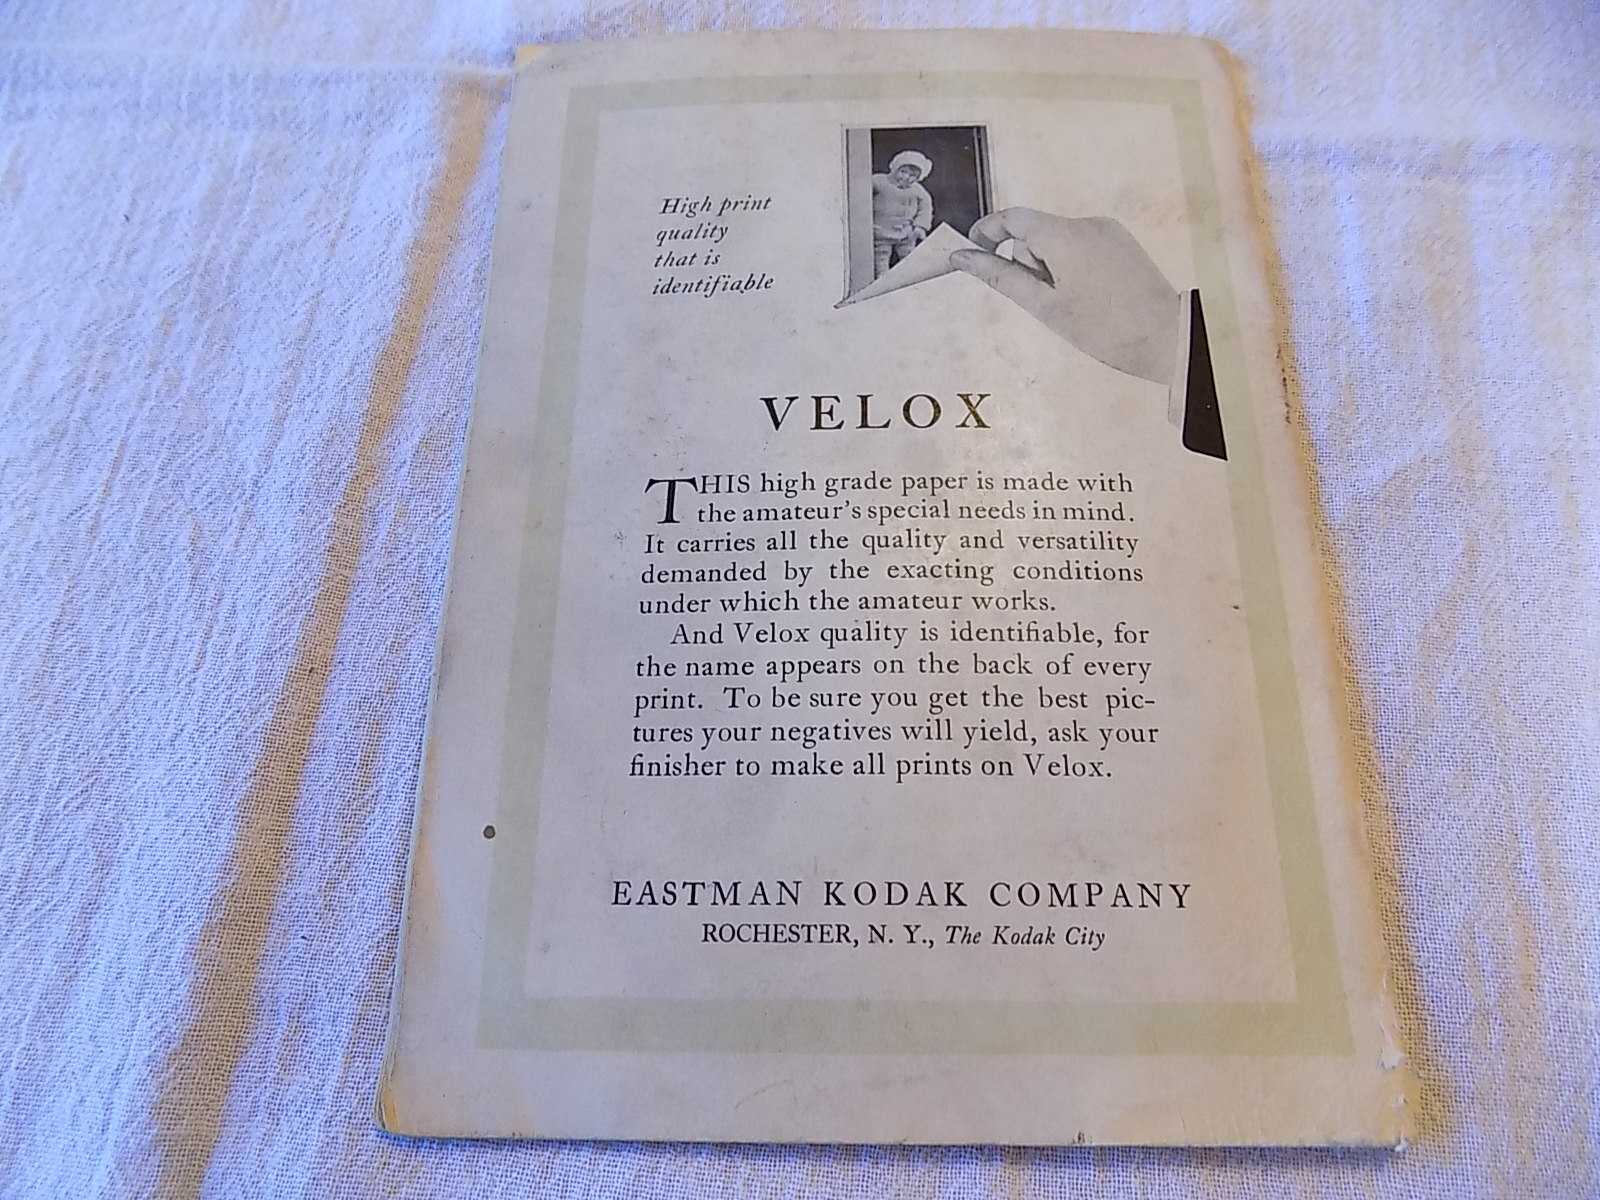 High print
quality
that is
identifiable
VELOX
THIS high grade paper is made with
the amateur's special needs in mind.
It carries all the quality and versatility
demanded by the exacting conditions
under which the amateur works.
And Velox quality is identifiable, for
the name appears on the back of every
print. To be sure you get the best pic-
tures your negatives will yield, ask your
finisher to make all prints on Velox.
EASTMAN KODAK COMPANY
ROCHESTER, N. Y., The Kodak City